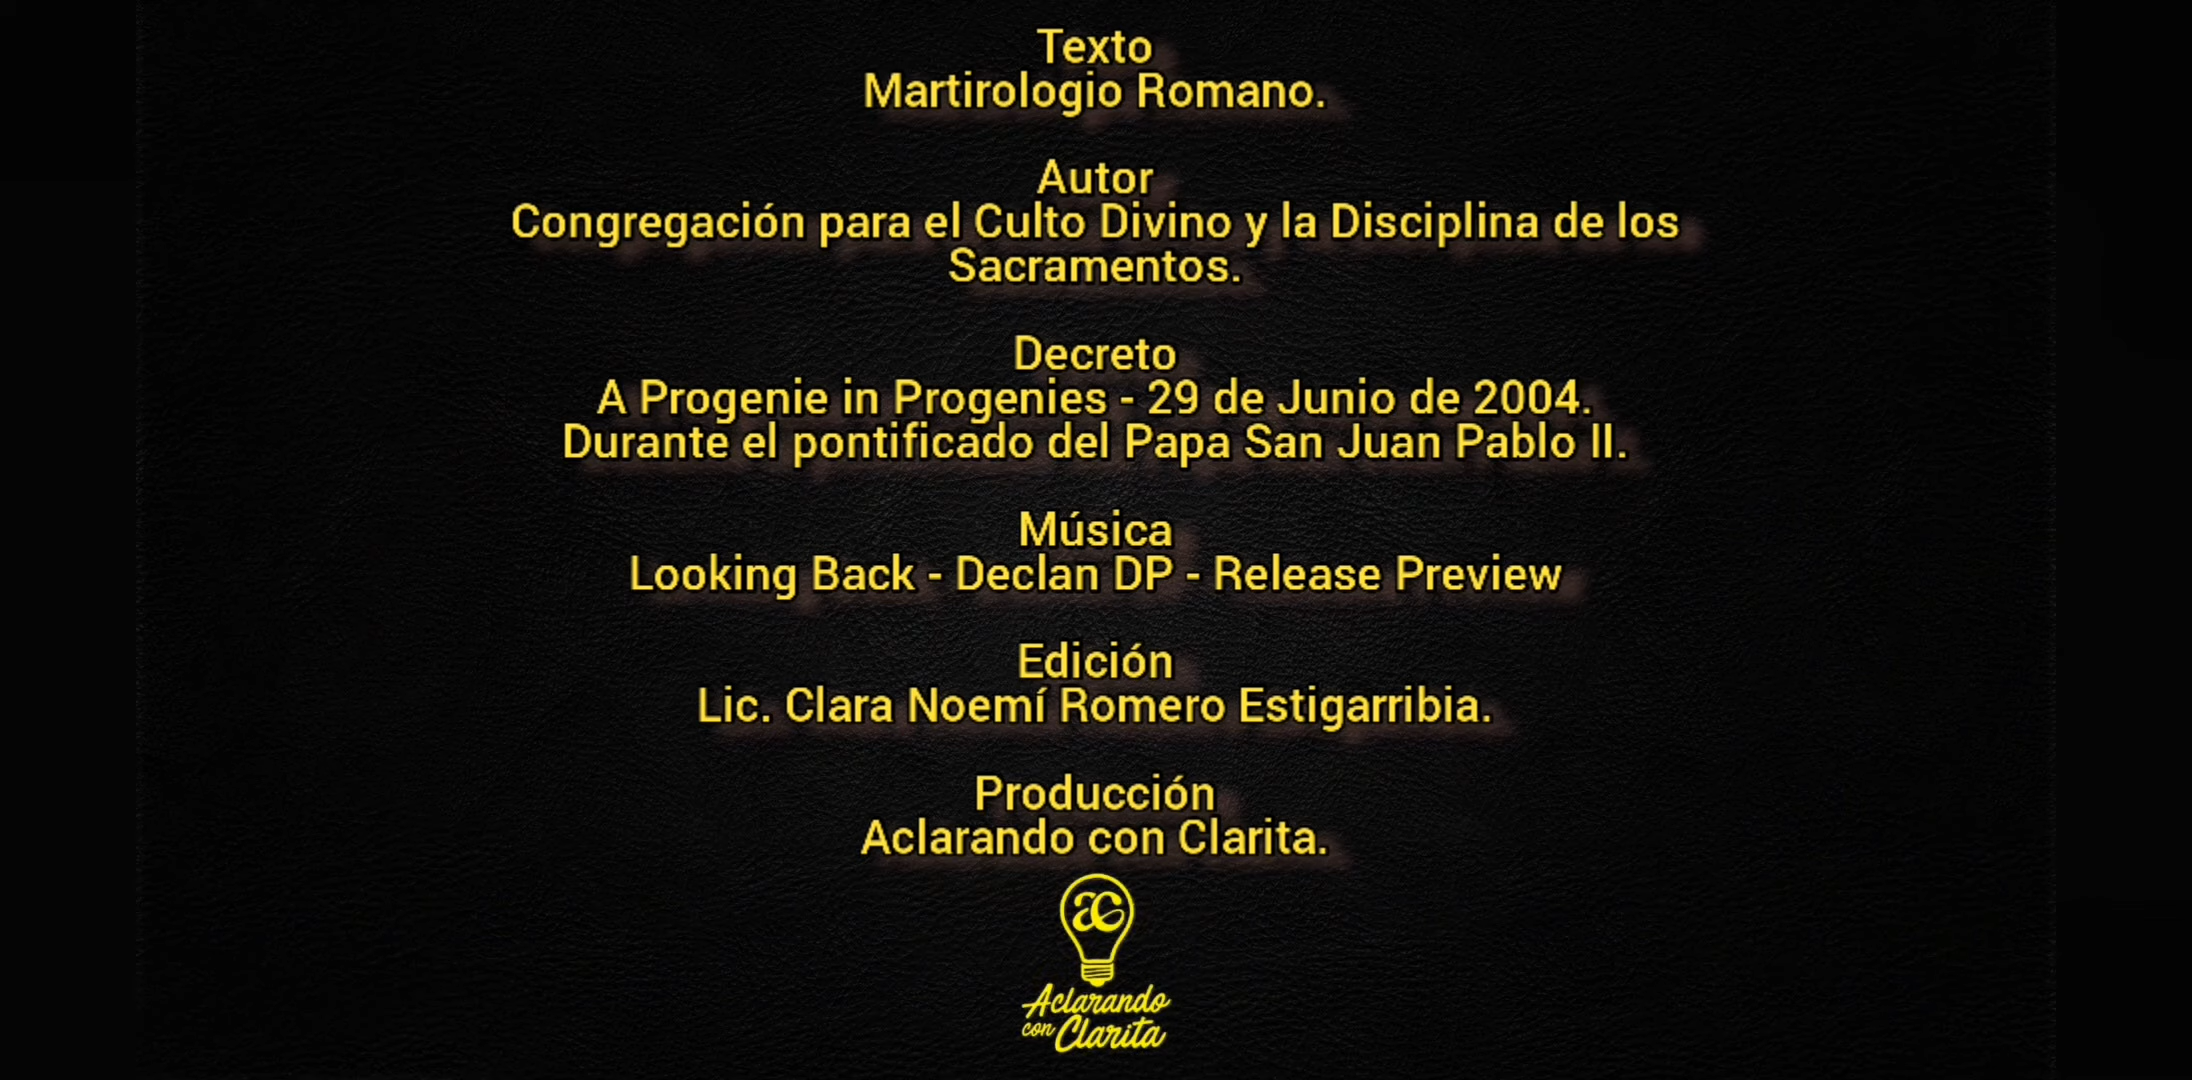 Texto
Martirologio Romano.
Autor
Congregación para el Culto Divino y la Disciplina de los
Sacramentos.
Decreto
A Progenie in Progenies - 29 de Junio de 2004.
Durante el pontificado del Papa San Juan Pablo II.
Música
Looking Back - Declan DP - Release Preview
Edición
Lic. Clara Noemí Romero Estigarribia.
Producción
Aclarando con Clarita.
ac
Aclarando
con Clarita